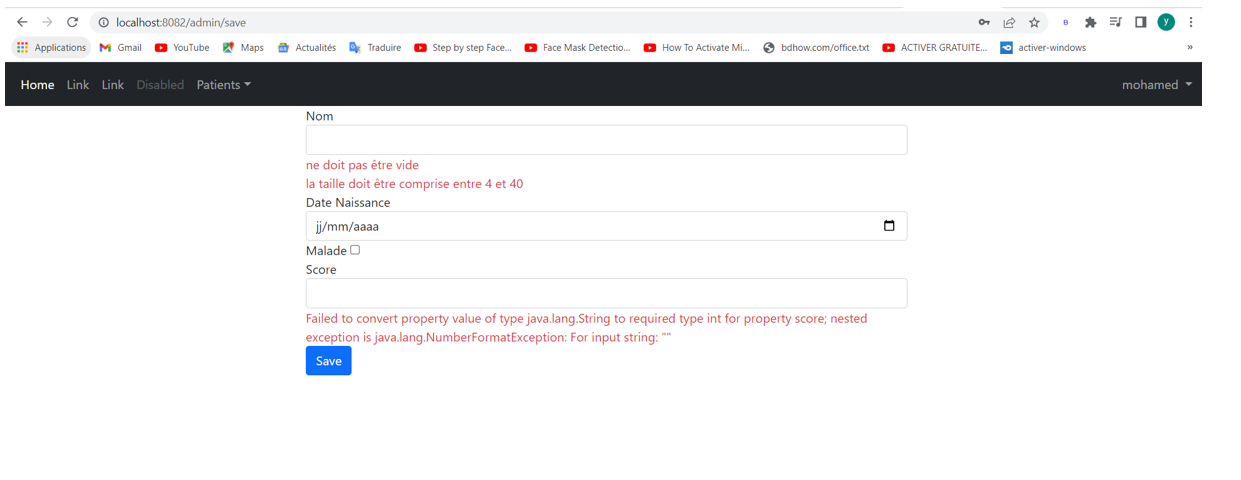 localhost:8082/admin/save
B
y
Applications Gmail YouTube Maps Actualités Traduire Step by step Face... Face Mask Detectio... How To Activate Mi... bdhow.com/office.txt ACTIVER GRATUITE... activer-windows »
Home Link Link Disabled Patients mohamed
Nom
ne doit pas être vide
la taille doit être comprise entre 4 et 40
Date Naissance
jj/mm/aaaa
Malade
Score
Failed to convert property value of type java.lang.String to required type int for property score; nested
exception is java.lang.NumberFormatException: For input string: ""
Save